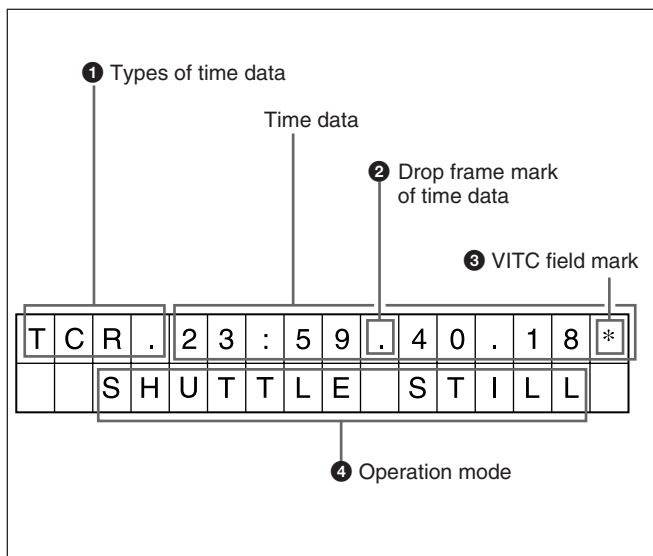 ❶ Types of time data
Time data
❷ Drop frame mark
of time data
❸ VITC field mark
TCR.23:59.40.18*
SHUTTLE STILL
❹ Operation mode